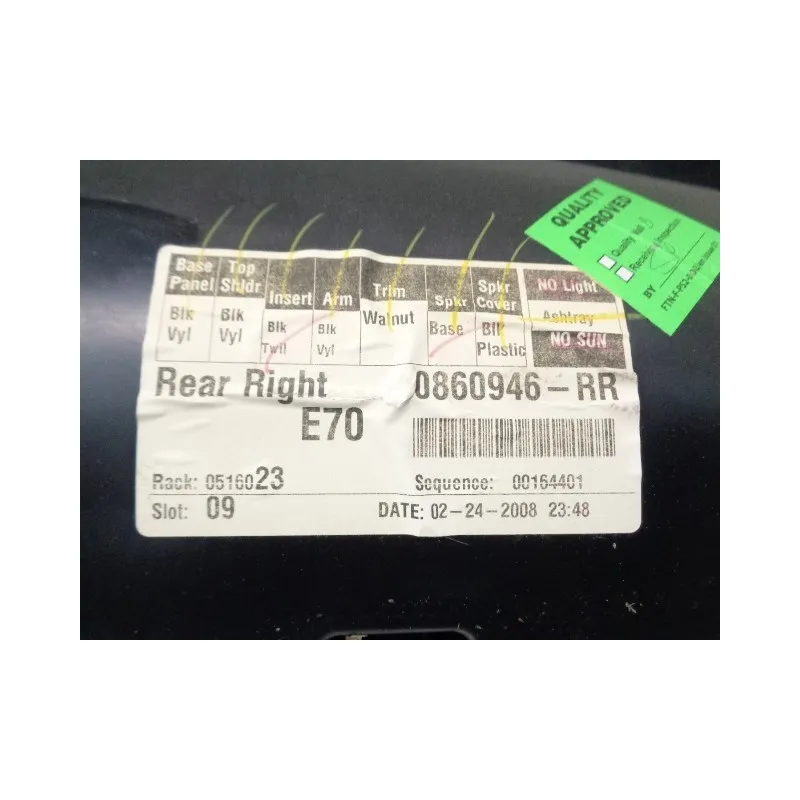 Base Panel
Top Shldr
Insert
Arm
Trim
Spkr
Spkr Cover
NO Light
Blk Vyl
Blk Vyl
Blk Twll
Blk Vyl
Walnut
Base
Blk Plastic
Ashtray
NO SUN
Rear Right
0860946-RR
E70
Rack: 0516023
Sequence: 00164401
Slot: 09
DATE: 02-24-2008 23:48
QUALITY
APPROVED
Quality
BY